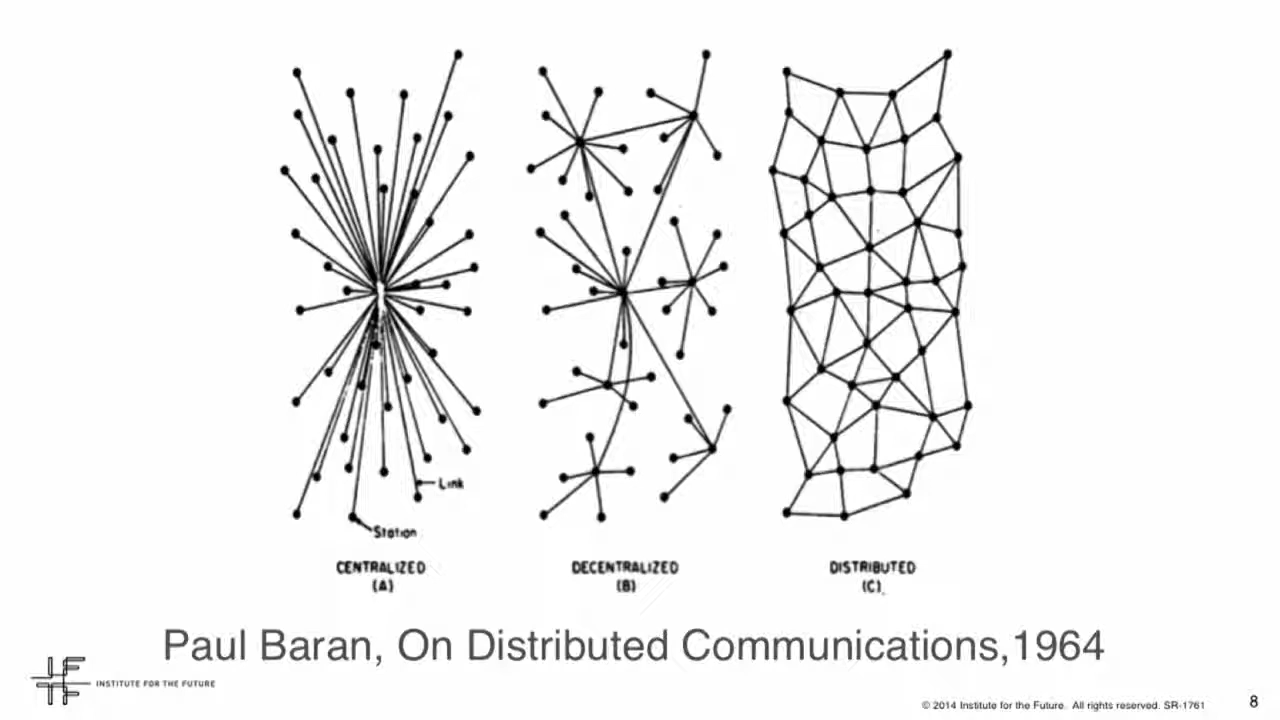 Link
Station
CENTRALIZED
(A)
DECENTRALIZED
(B)
DISTRIBUTED
(C)
Paul Baran, On Distributed Communications,1964
INSTITUTE FOR THE FUTURE
© 2014 Institute for the Future. All rights reserved. SR-1761
8